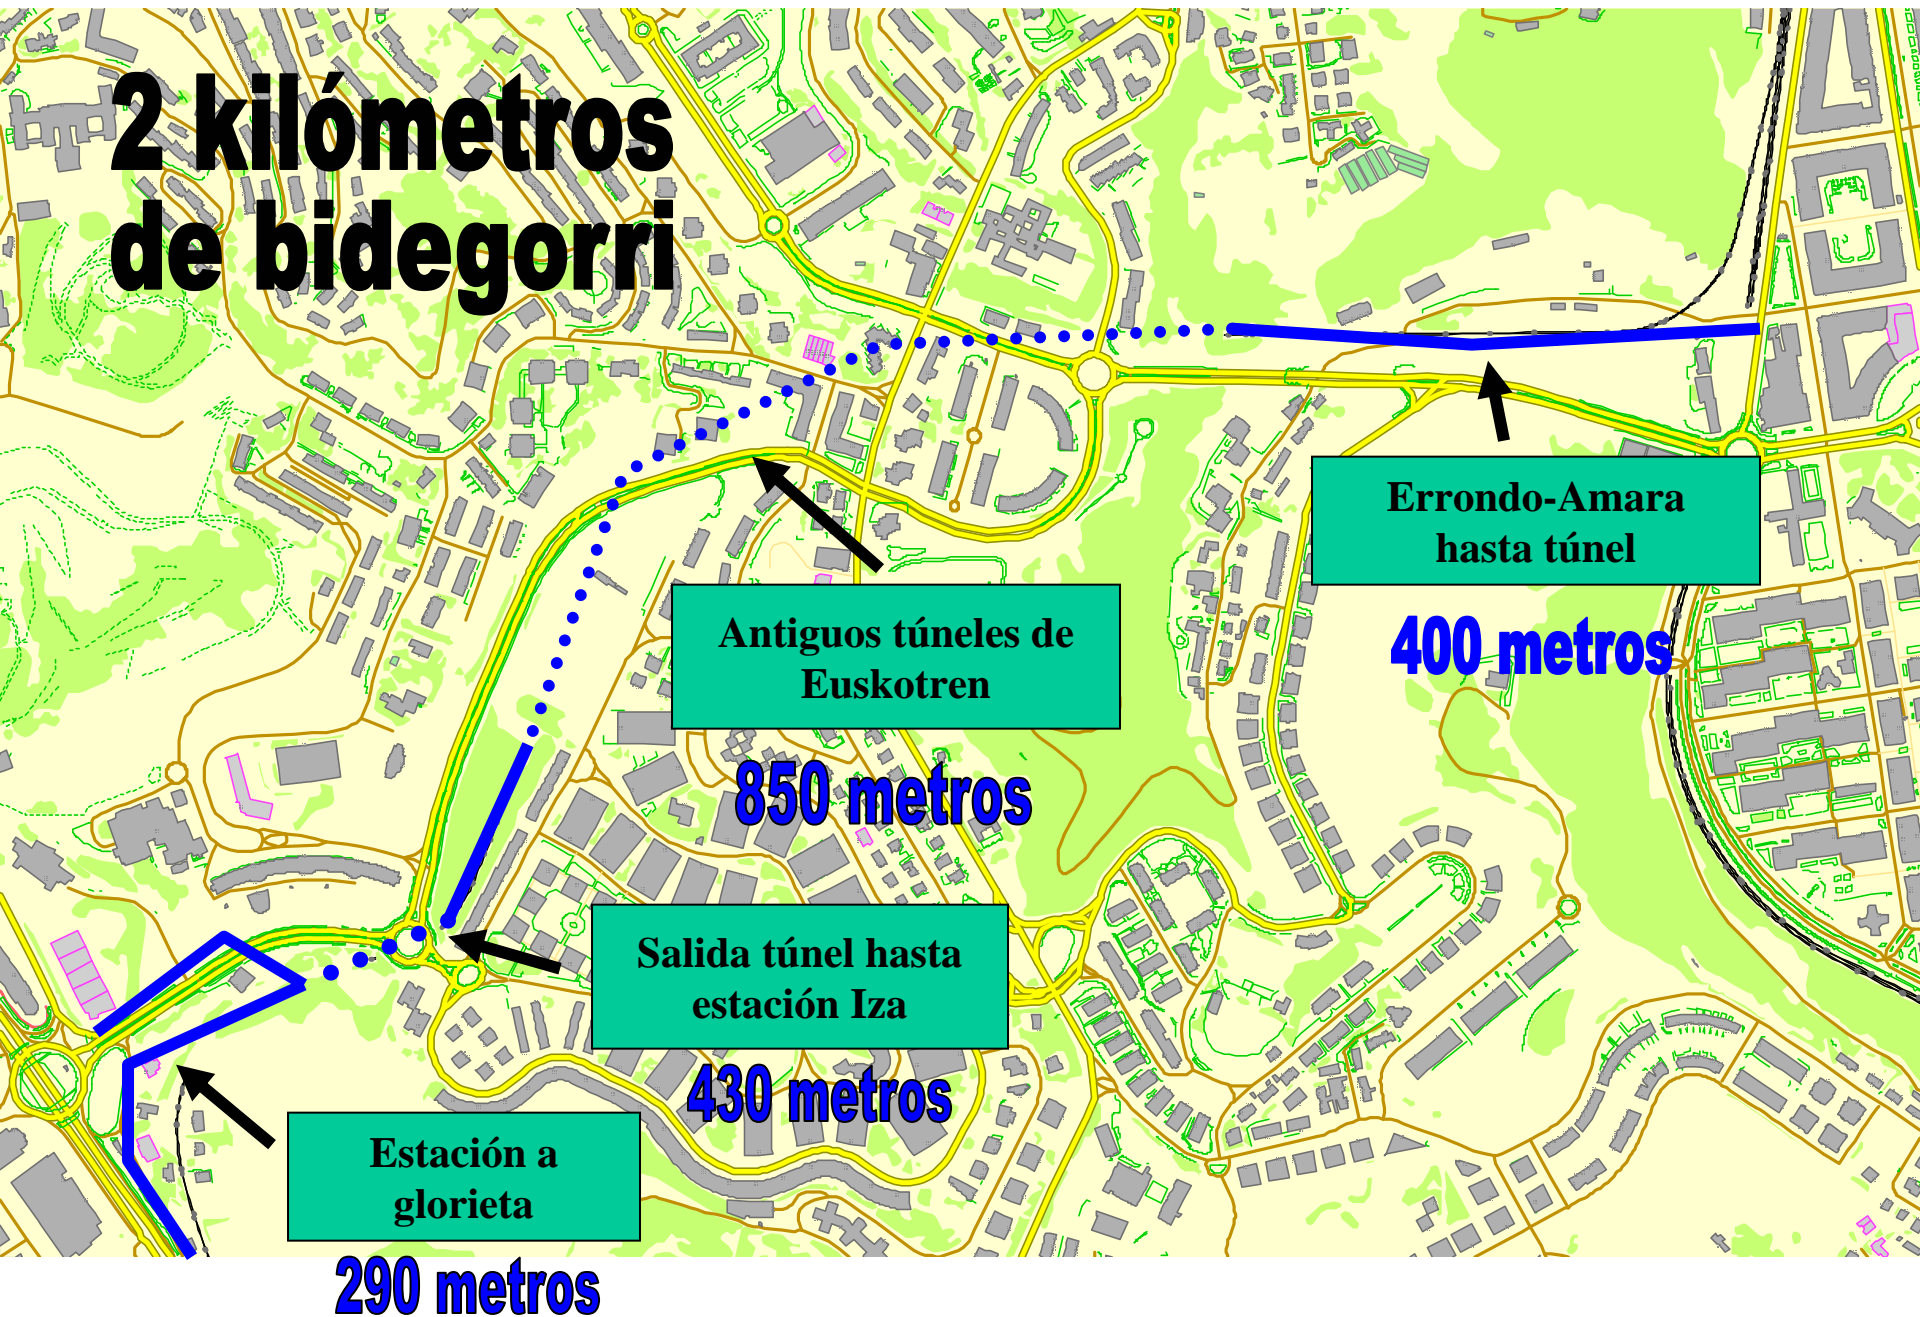 2 kilómetros
de bidegorri
Errondo-Amara
hasta túnel
400 metros
Antiguos túneles de
Euskotren
850 metros
Salida túnel hasta
estación Iza
430 metros
Estación a
glorieta
290 metros